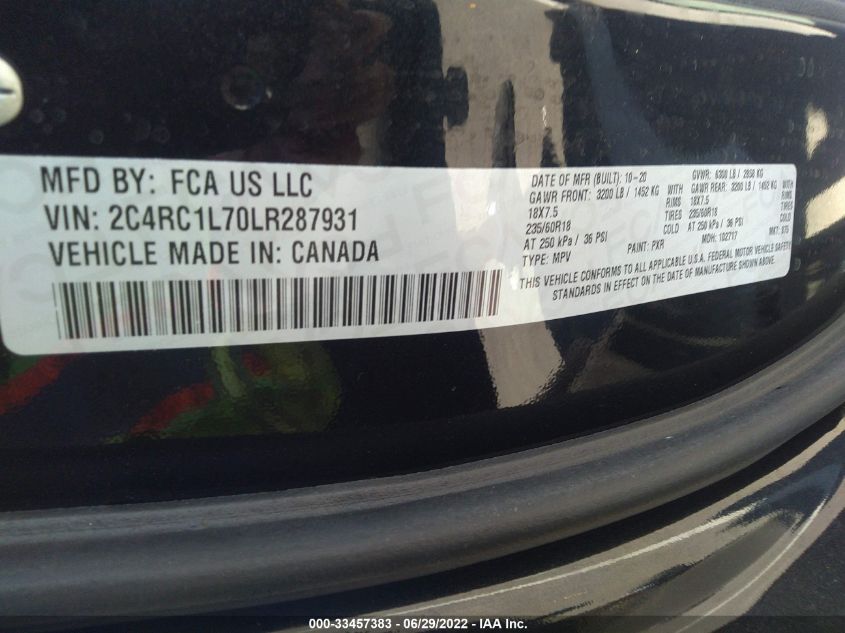 MFD BY: FCA US LLC
VIN: 2C4RC1L70LR287931
VEHICLE MADE IN: CANADA
DATE OF MFR (BUILT): 10-20 GVWR: 6300 LB / 2858 KG
GAWR FRONT: 3200 LB / 1452 KG GAWR REAR: 3200 LB / 1452 KG
18X7.5 RIMS 18X7.5
235/60R18 TIRES 235/60R18
AT 250 kPa / 36 PSI COLD AT 250 kPa / 36 PSI COLD
TYPE: MPV PAINT: PXR MDH: 102717 MKT:
THIS VEHICLE CONFORMS TO ALL APPLICABLE U.S.A. FEDERAL MOTOR VEHICLE SAFETY
STANDARDS IN EFFECT ON THE DATE OF MANUFACTURE SHOWN ABOVE.
000-33457383 - 06/29/2022 - IAA Inc.